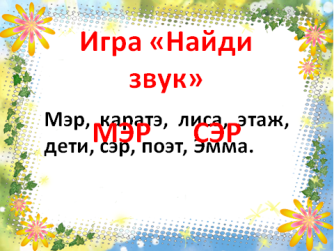 Игра «Найди
звук»
Мэр, каратэ, лиса, этаж,
МЭР СЭР
дети, сэр, поэт, Эмма.